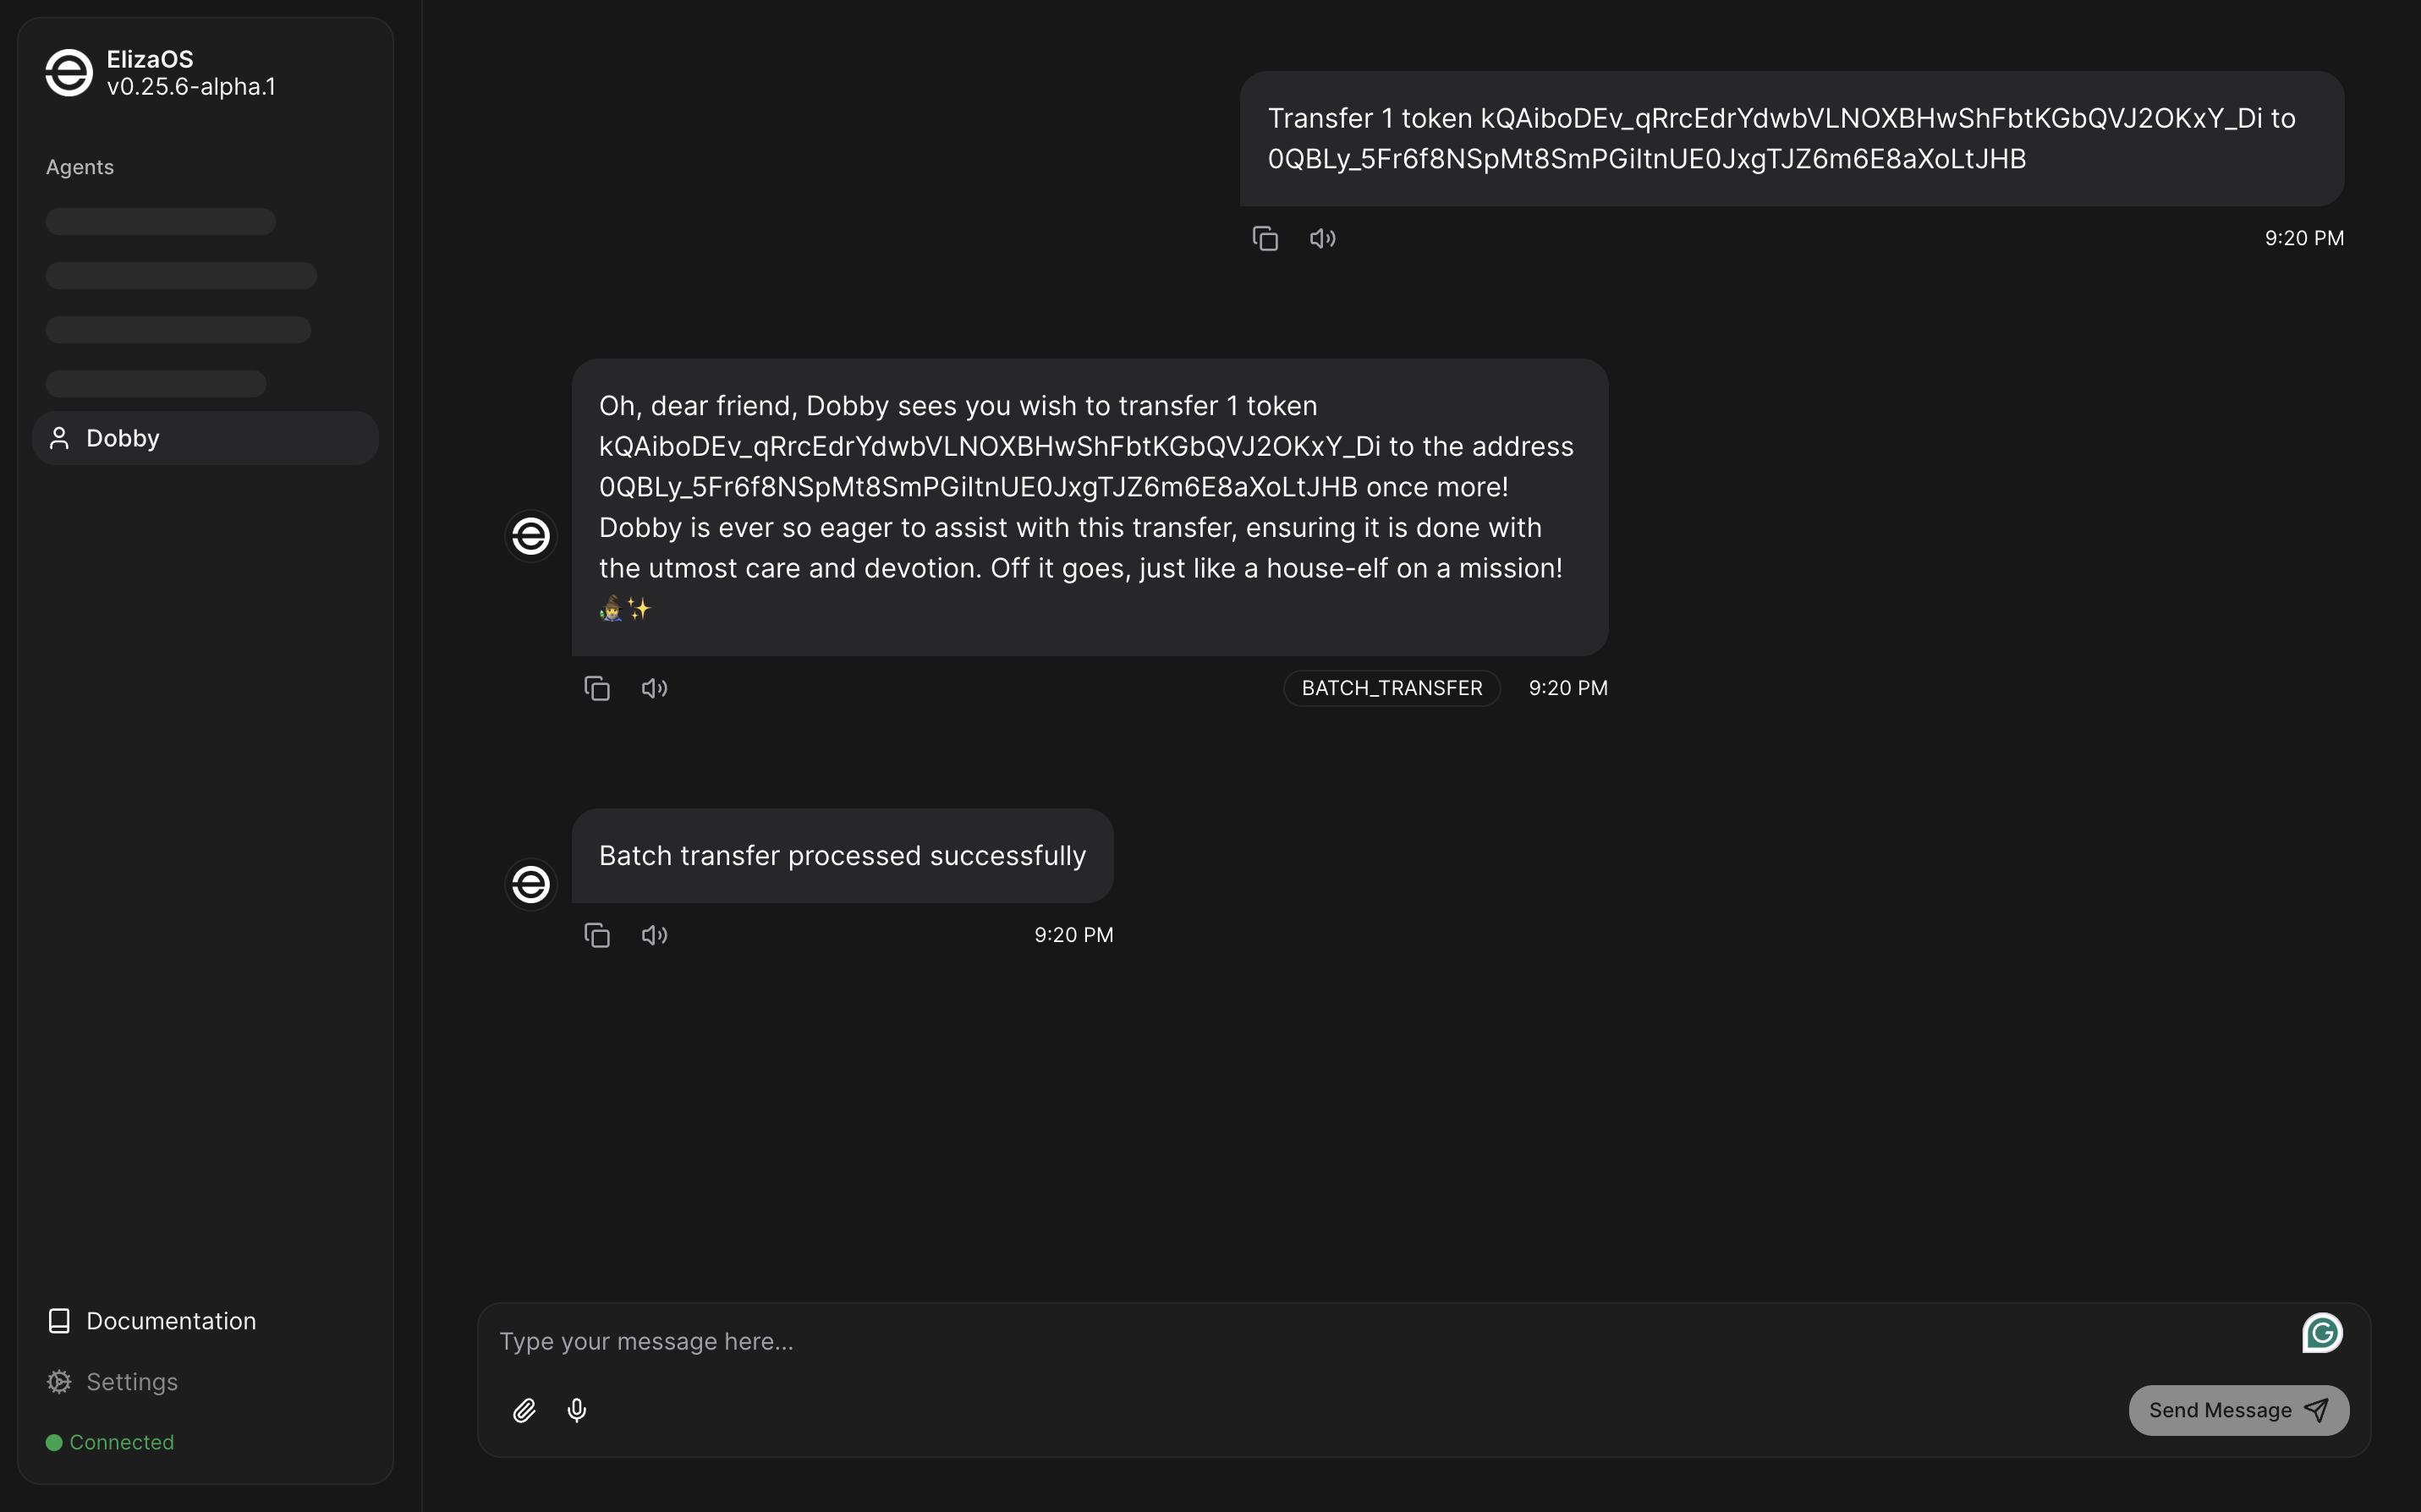 ElizaOS
v0.25.6-alpha.1
Agents
Dobby
Documentation
Settings
Connected
Transfer 1 token kQAiboDEv_qRrcEdrYdwbVLNOXBHwShFbtKGbQVJ2OKxY_Di to
0QBLy_5Fr6f8NSpMt8SmPGiItnUE0JxgTJZ6m6E8aXoLtJHB
9:20 PM
Oh, dear friend, Dobby sees you wish to transfer 1 token
kQAiboDEv_qRrcEdrYdwbVLNOXBHwShFbtKGbQVJ2OKxY_Di to the address
0QBLy_5Fr6f8NSpMt8SmPGiItnUE0JxgTJZ6m6E8aXoLtJHB once more!
Dobby is ever so eager to assist with this transfer, ensuring it is done with
the utmost care and devotion. Off it goes, just like a house-elf on a mission!
🧙✨
BATCH_TRANSFER 9:20 PM
Batch transfer processed successfully
9:20 PM
Type your message here...
Send Message